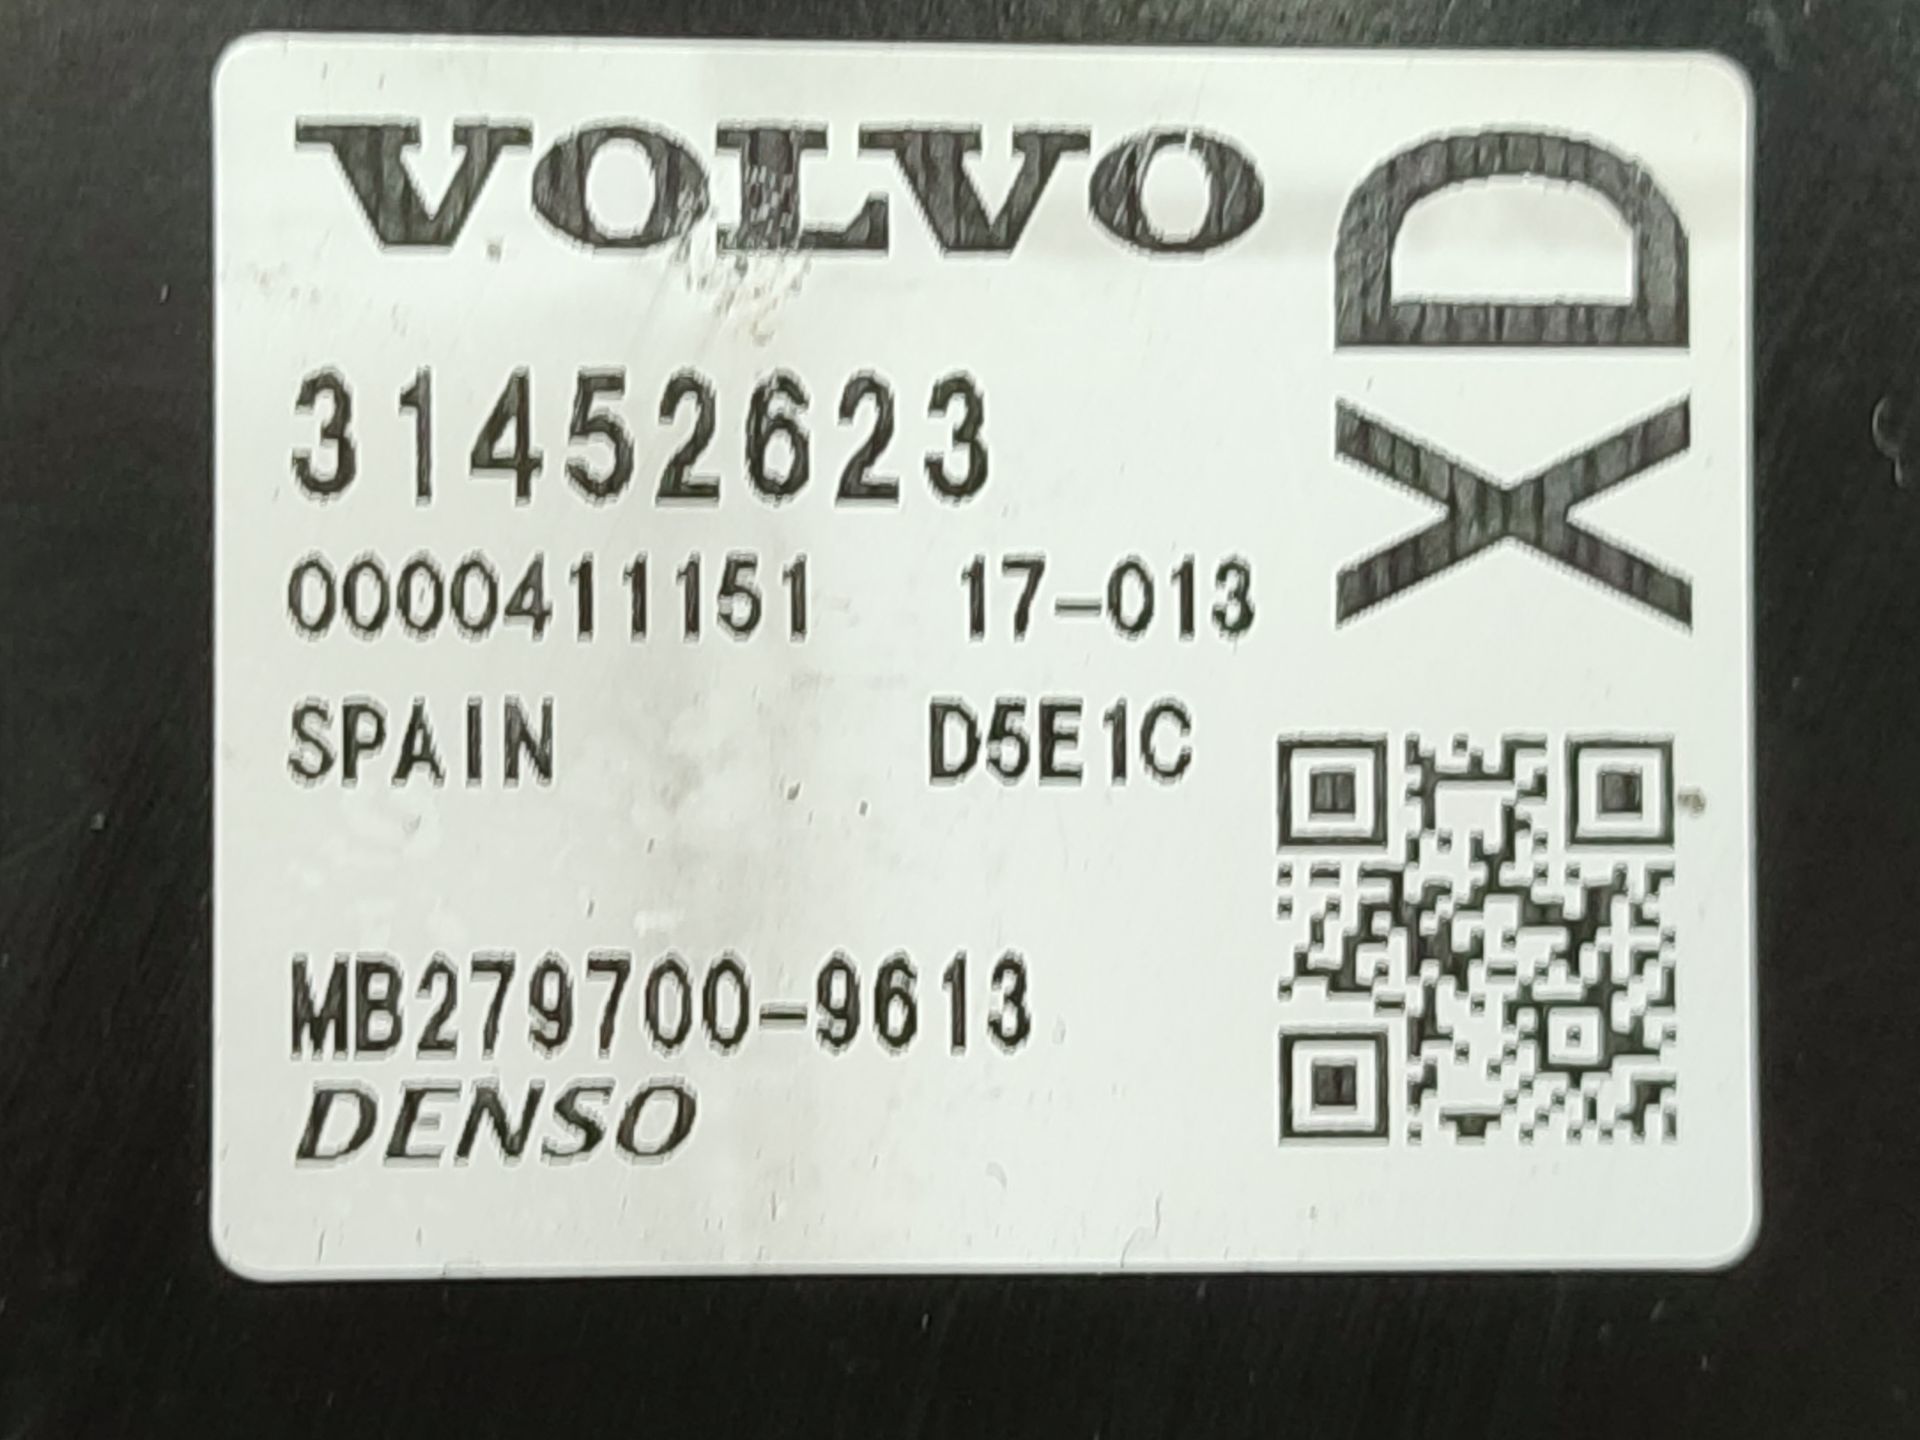 VOLVO
XD
31452623
0000411151 17-013
SPAIN D5E1C
MB279700-9613
DENSO